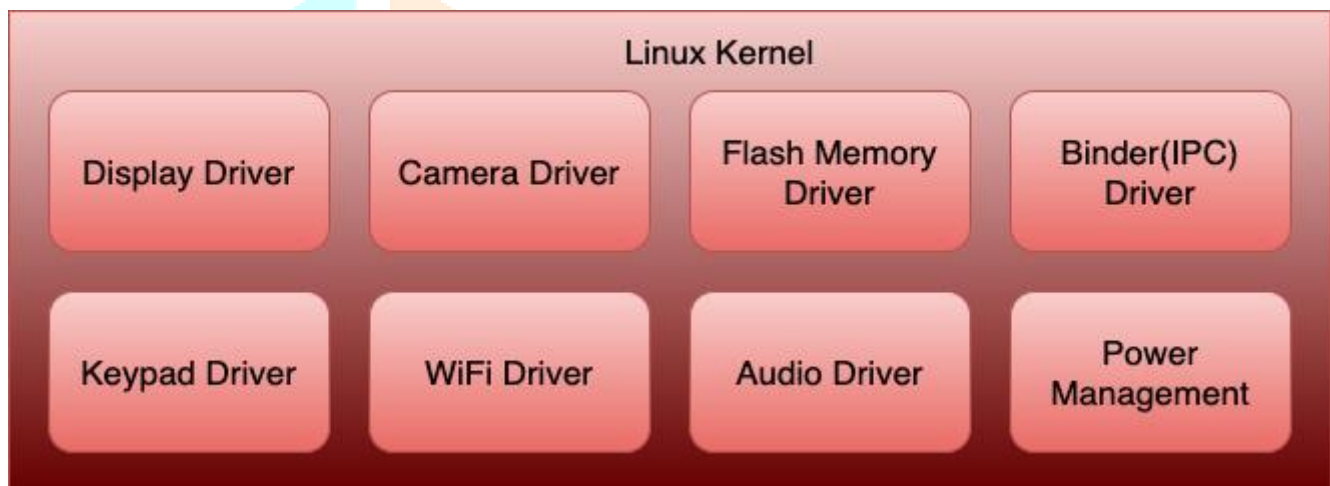 Linux Kernel
Display Driver
Camera Driver
Flash Memory
Driver
Binder(IPC)
Driver
Keypad Driver
WiFi Driver
Audio Driver
Power
Management